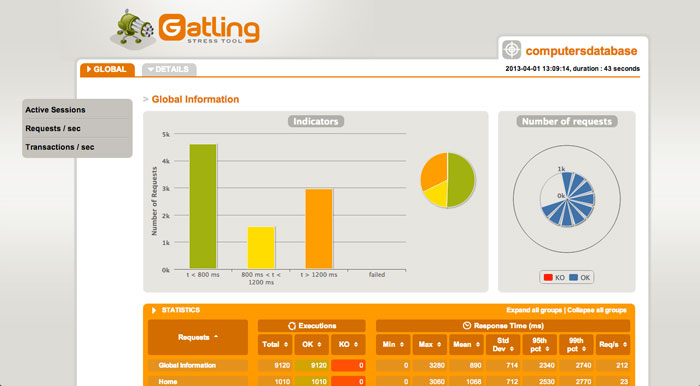 Gatling
STRESS TOOL
computersdatabase
2013-04-01 13:09:14, duration : 43 seconds
GLOBAL
DETAILS
Active Sessions
Requests / sec
Transactions / sec
> Global Information
Indicators
Number of Requests
5k
4k
3k
2k
1k
0k
t < 800 ms
800 ms < t < 1200 ms
t > 1200 ms
failed
Number of requests
1k
0k
KO OK
STATISTICS
Expand all groups | Collapse all groups
Requests
Executions
Response Time (ms)
Total OK KO Min Max Mean Std Dev 95th pct 99th pct Req/s
Global Information 9120 9120 0 0 3280 890 714 2340 2740 212
Home 1010 1010 0 0 3060 1068 712 2530 2770 23